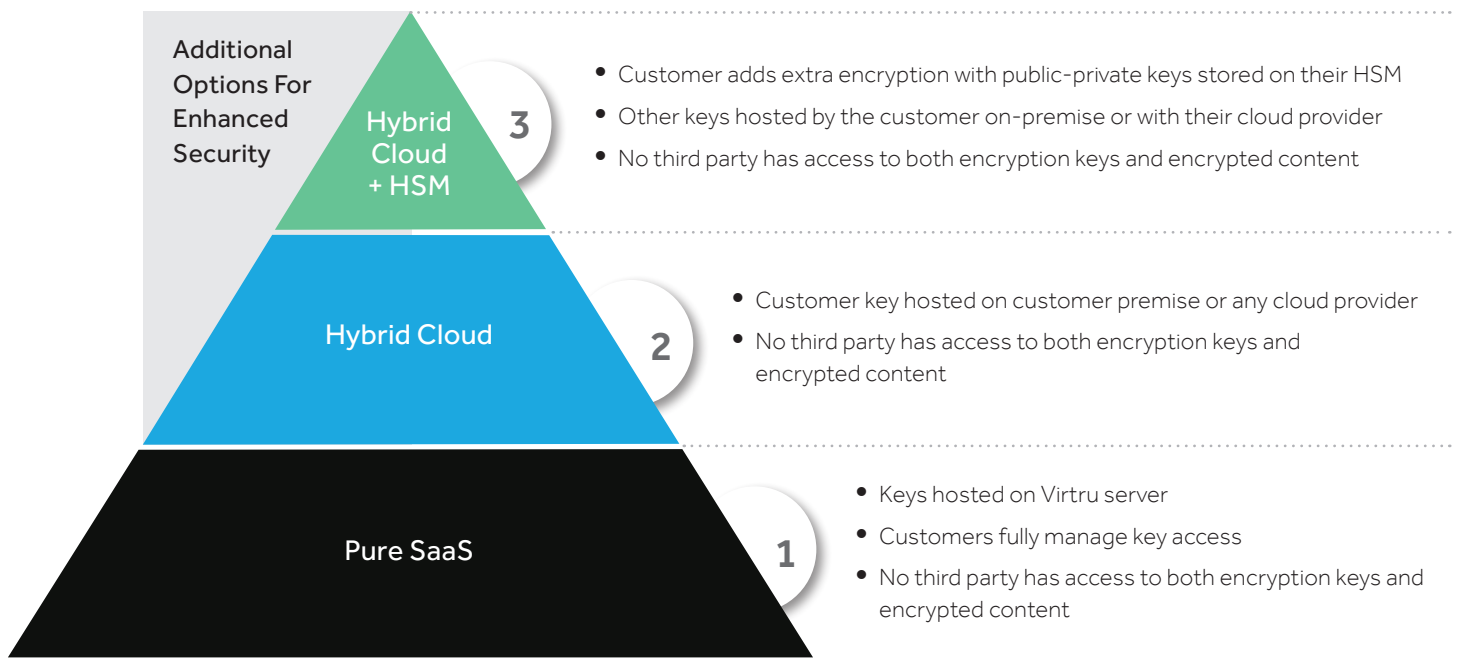 Additional
Options For
Enhanced
Security
Hybrid
Cloud
+ HSM
3
• Customer adds extra encryption with public-private keys stored on their HSM
• Other keys hosted by the customer on-premise or with their cloud provider
• No third party has access to both encryption keys and encrypted content
Hybrid Cloud
2
• Customer key hosted on customer premise or any cloud provider
• No third party has access to both encryption keys and
encrypted content
Pure SaaS
1
• Keys hosted on Virtru server
• Customers fully manage key access
• No third party has access to both encryption keys and
encrypted content